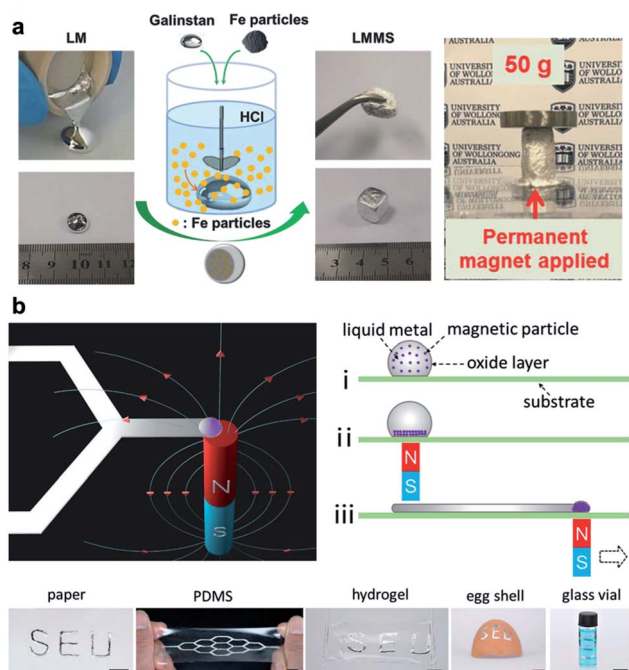 a
LM
Galinstan
Fe particles
HCl
: Fe particles
LMMS
8 9 10 11 12
3 4 5 6
UNIVERSITY OF WOLLONGONG AUSTRALIA
50 g
Permanent
magnet applied
b
N
S
liquid metal
magnetic particle
oxide layer
substrate
i
ii
N
S
iii
N
S
paper
PDMS
hydrogel
egg shell
glass vial
SEU
SEU
SEU